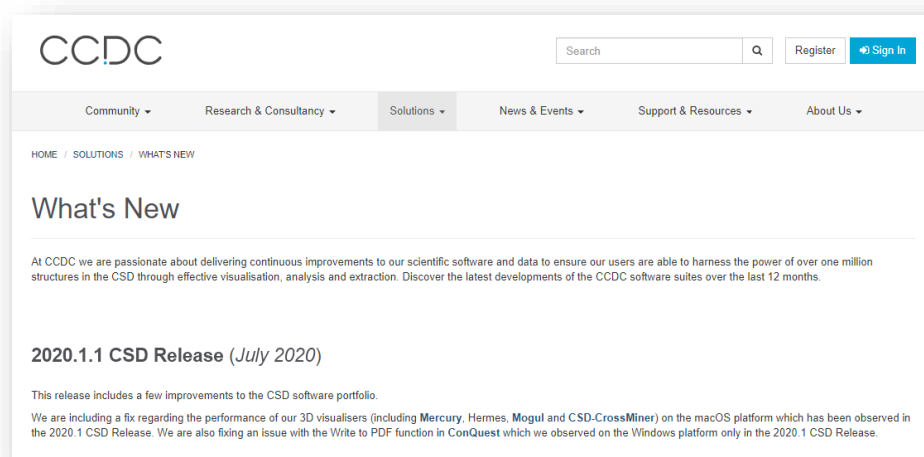 CCDC
Search
Register
Sign In
Community
Research & Consultancy
Solutions
News & Events
Support & Resources
About Us
HOME / SOLUTIONS / WHAT'S NEW
What's New
At CCDC we are passionate about delivering continuous improvements to our scientific software and data to ensure our users are able to harness the power of over one million
structures in the CSD through effective visualisation, analysis and extraction. Discover the latest developments of the CCDC software suites over the last 12 months.
2020.1.1 CSD Release (July 2020)
This release includes a few improvements to the CSD software portfolio.
We are including a fix regarding the performance of our 3D visualisers (including Mercury, Hermes, Mogul and CSD-CrossMiner) on the macOS platform which has been observed in
the 2020.1 CSD Release. We are also fixing an issue with the Write to PDF function in ConQuest which we observed on the Windows platform only in the 2020.1 CSD Release.